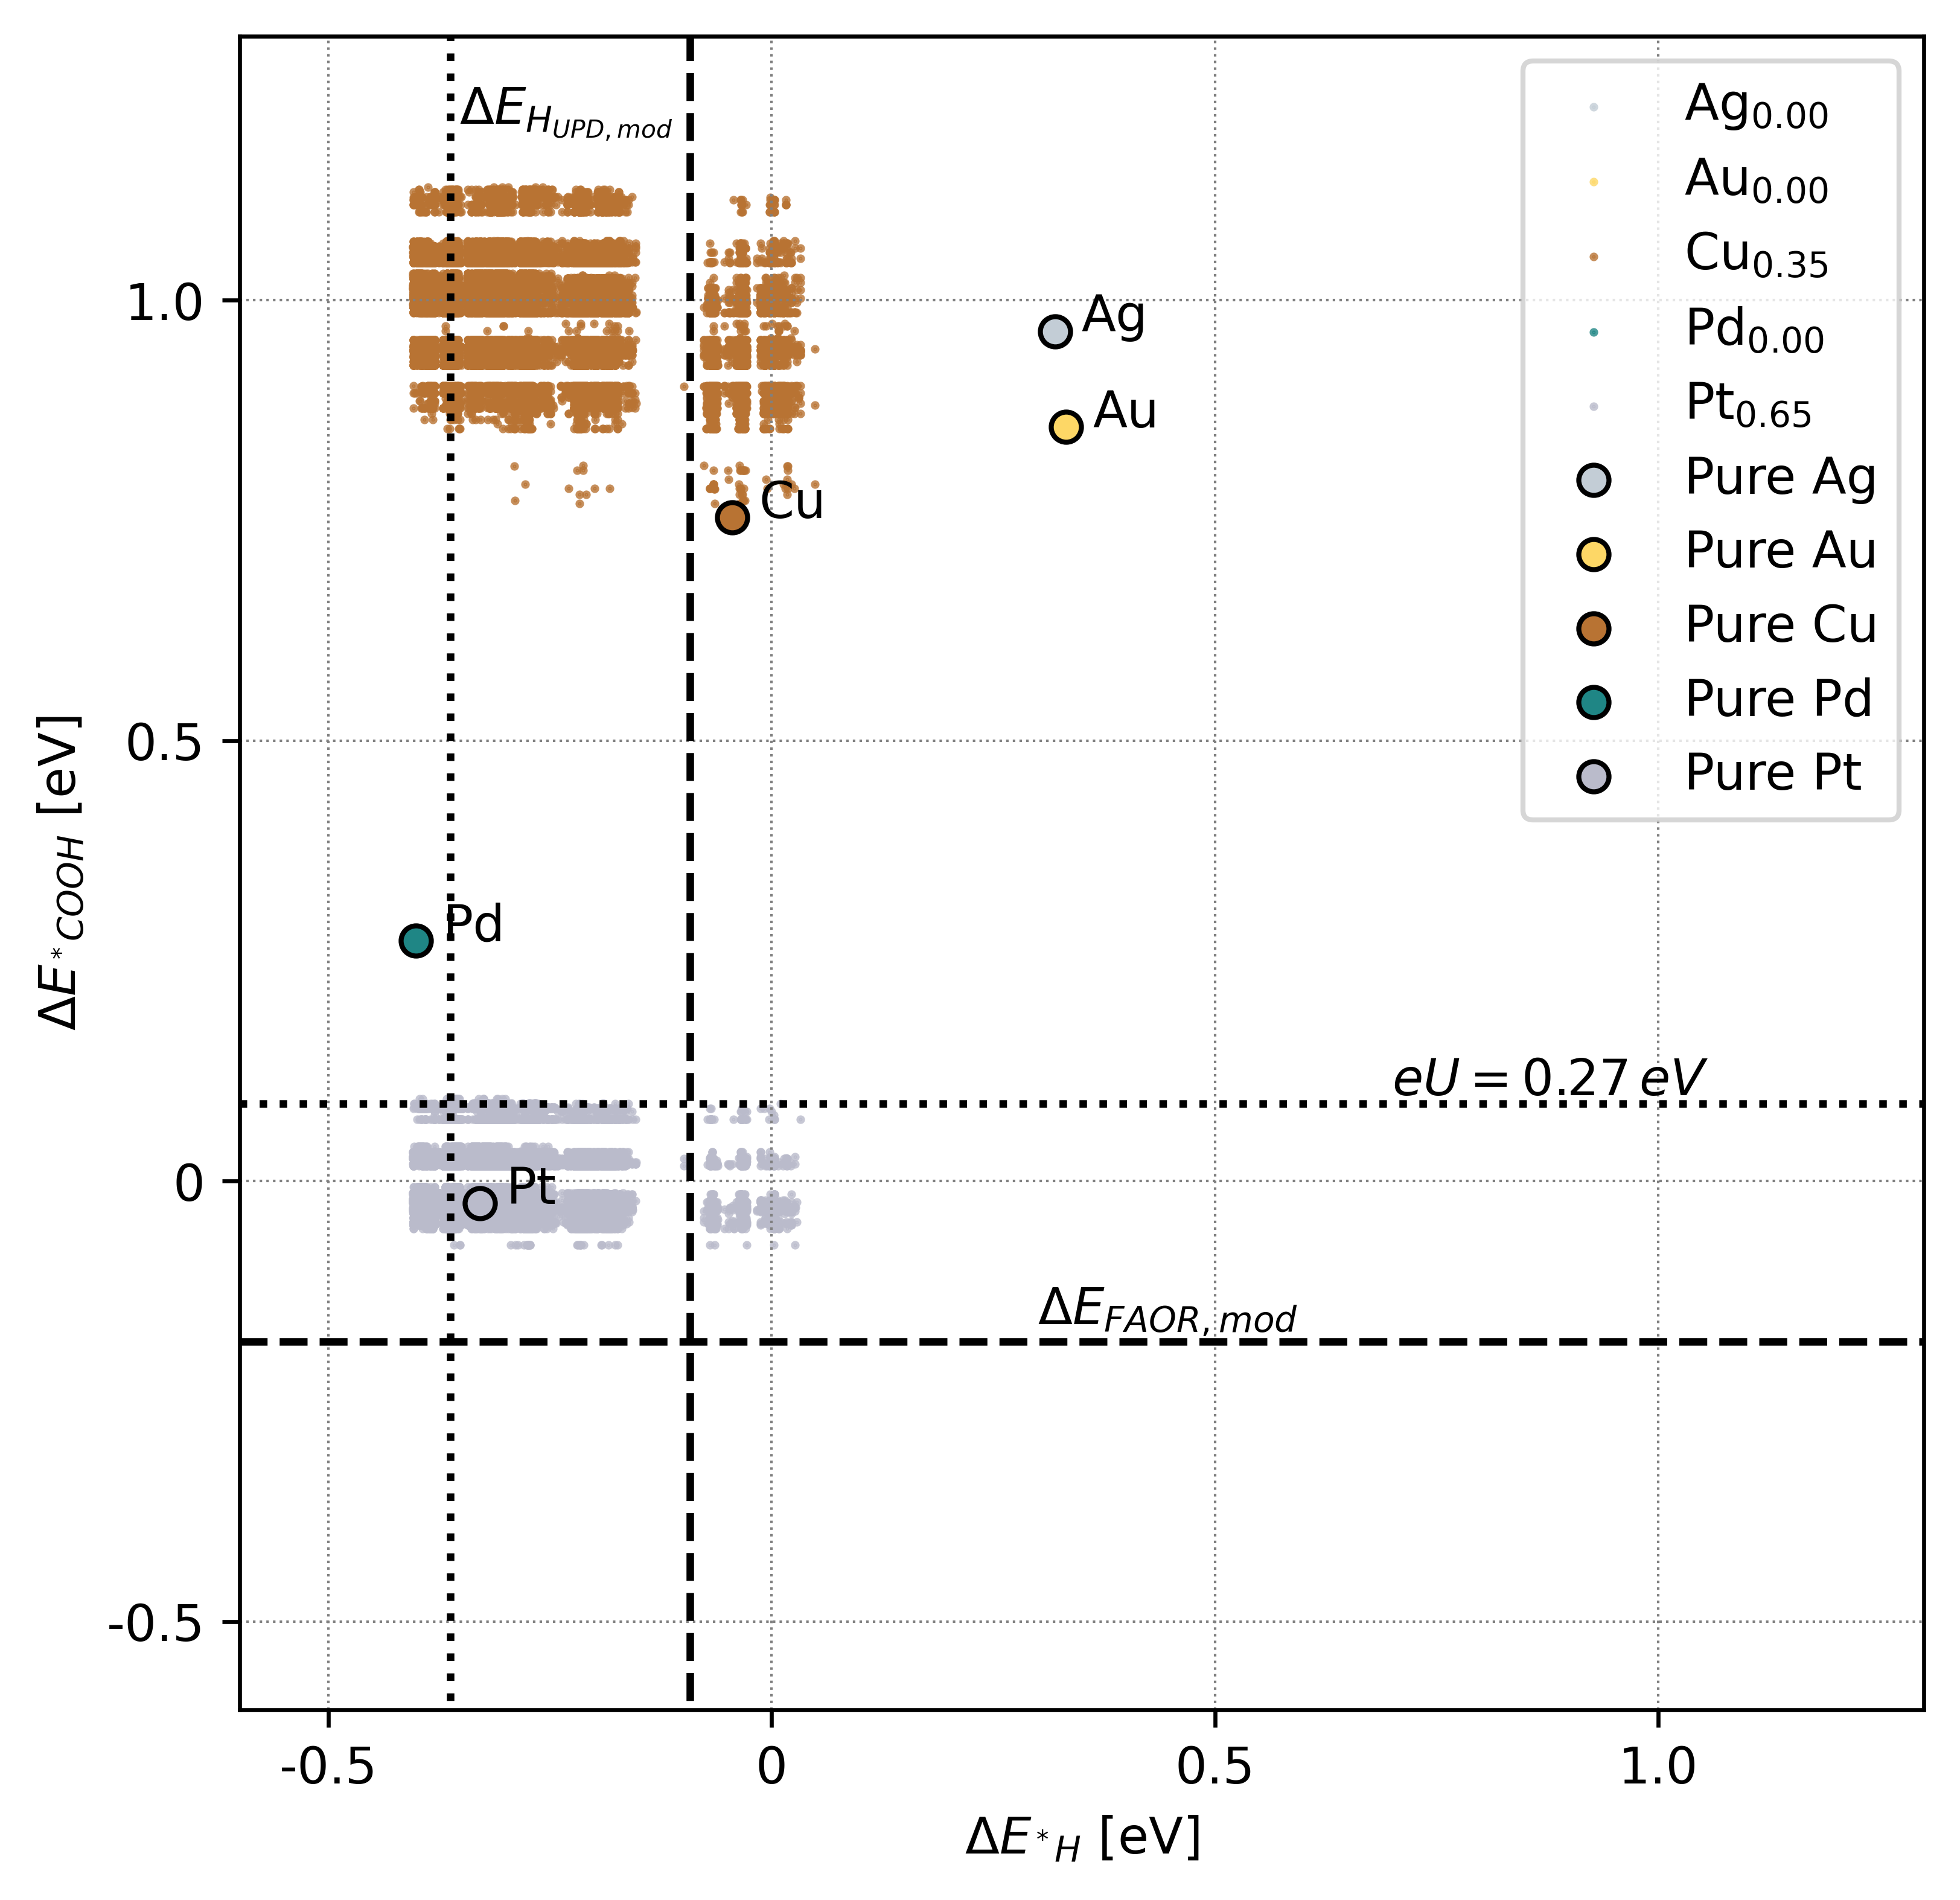 ΔE_{H_{UPD, mod}}
Ag_{0.00}
Au_{0.00}
Cu_{0.35}
Pd_{0.00}
Pt_{0.65}
Pure Ag
Pure Au
Pure Cu
Pure Pd
Pure Pt
Ag
Au
Cu
Pd
Pt
eU = 0.27 eV
ΔE_{FAOR, mod}
1.0
0.5
0
-0.5
ΔE_{*COOH} [eV]
-0.5
0
0.5
1.0
ΔE_{*H} [eV]